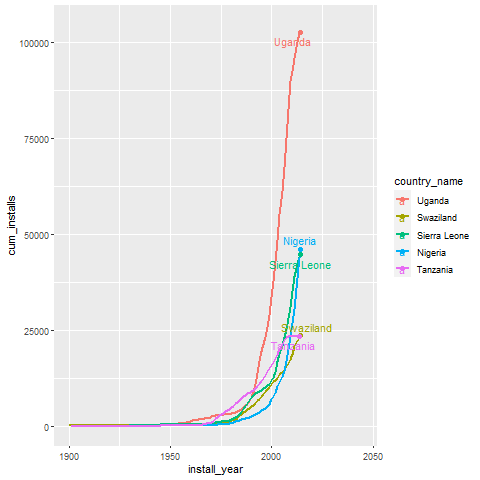 100000
75000
50000
25000
0
cum_installs
1900
1950
2000
2050
install_year
Uganda
Nigeria
Sierra Leone
Swaziland
Tanzania
country_name
a Uganda
a Swaziland
a Sierra Leone
a Nigeria
a Tanzania